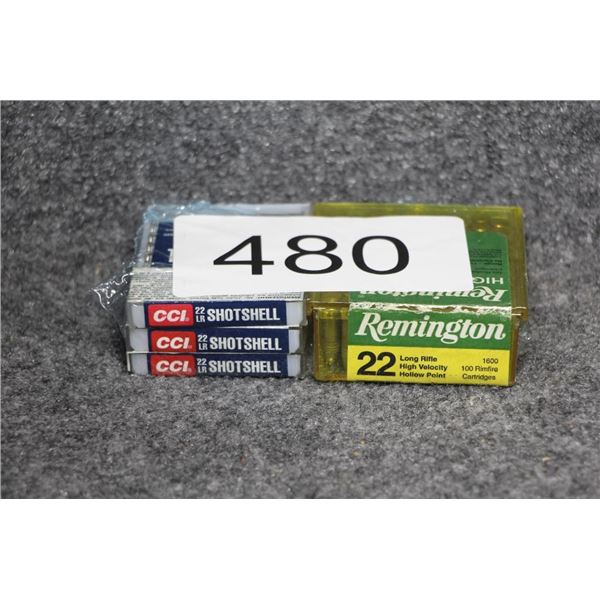 480
Remington
HIG
CCI 22 LR SHOTSHELL
CCI 22 LR SHOTSHELL
CCI 22 LR SHOTSHELL
Remington
22 Long Rifle
High Velocity
Hollow Point
1600
100 Rimfire
Cartridges